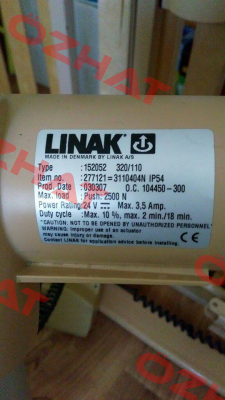 OZHAT
LINAK®
MADE IN DENMARK BY LINAK A/S
Type :152052 320/110
Item no. :277121=3110404N IP54
Prod. Date :030307 O.C. 104450-300
Max. load :Push: 2500 N
Power Rating:24 V Max. 3,5 Amp.
Duty cycle :Max. 10 %, max. 2 min./18 min.
"CAUTION: NOT TO BE OPENED BY UNAUTHORIZED PERSONNEL"
WARNING: Improper use of an actuator
may cause injury or damage.
Contact LINAK for application advise before installing
OZHAT